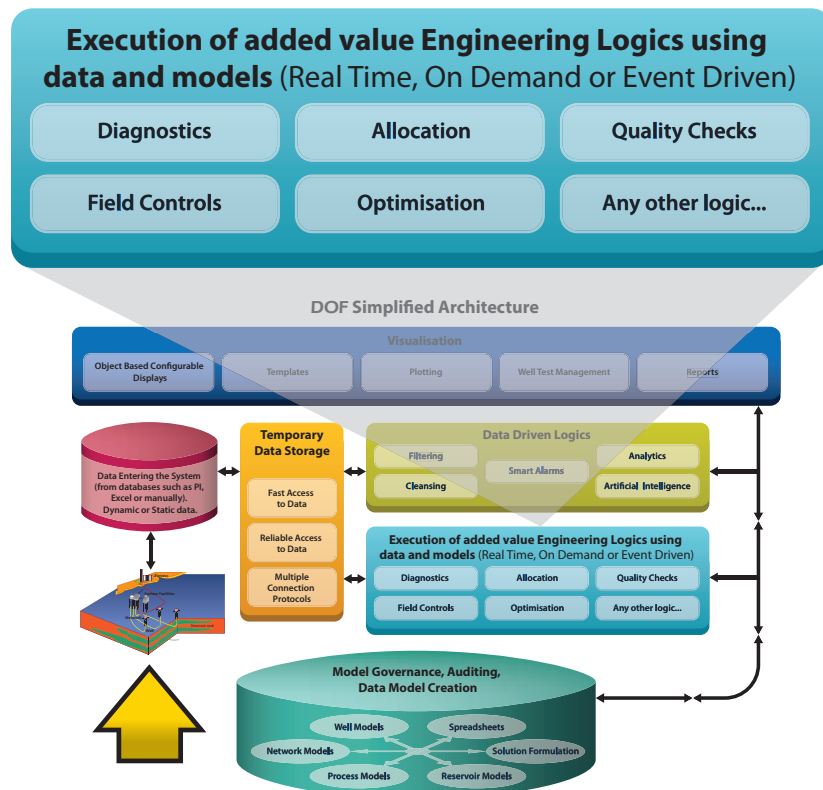 Execution of added value Engineering Logics using
data and models (Real Time, On Demand or Event Driven)
Diagnostics
Allocation
Quality Checks
Field Controls
Optimisation
Any other logic...
DOF Simplified Architecture
Visualisation
Object Based Configurable
Displays
Templates
Plotting
Well Test Management
Reports
Data Entering the System
(from databases such as PI,
Excel or manually).
Dynamic or Static data.
Temporary
Data Storage
Fast Access
to Data
Reliable Access
to Data
Multiple
Connection
Protocols
Data Driven Logics
Filtering
Smart Alarms
Analytics
Cleansing
Artificial Intelligence
Execution of added value Engineering Logics using
data and models (Real Time, On Demand or Event Driven)
Diagnostics
Allocation
Quality Checks
Field Controls
Optimisation
Any other logic...
Model Governance, Auditing,
Data Model Creation
Well Models
Spreadsheets
Network Models
Solution Formulation
Process Models
Reservoir Models